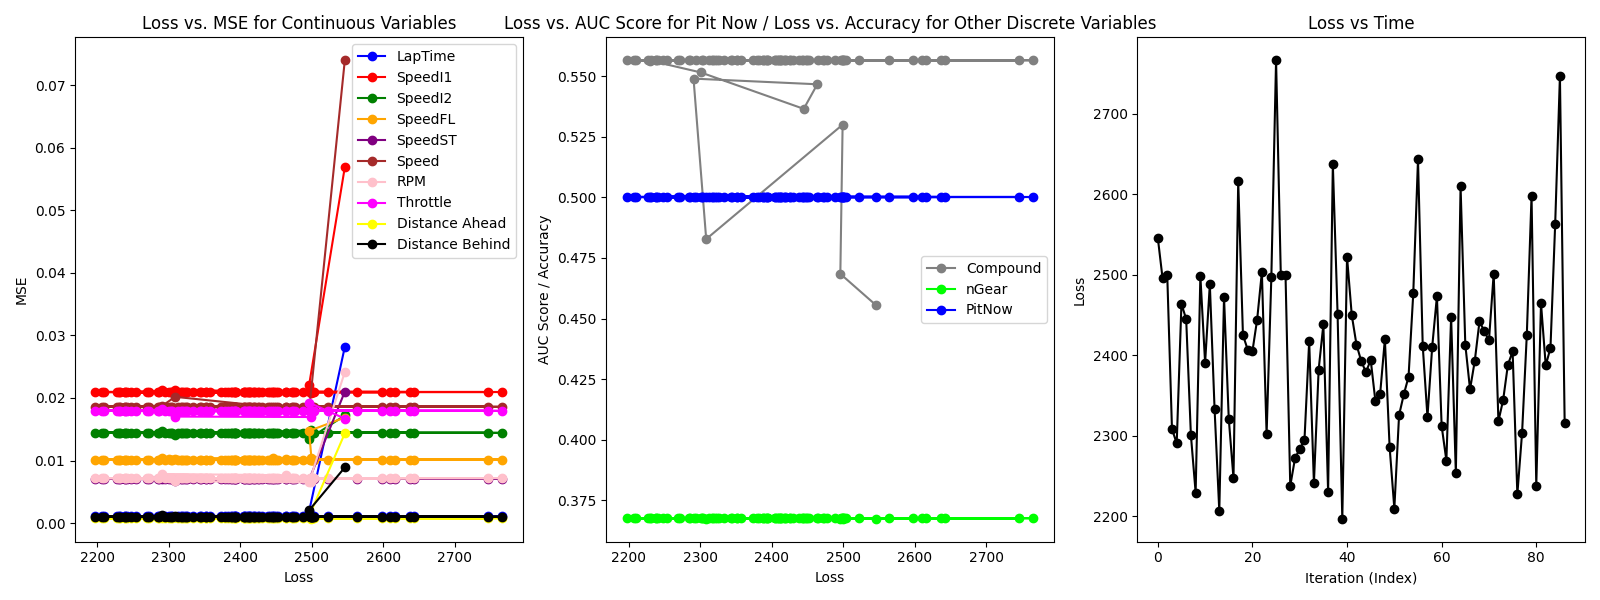 Loss vs. MSE for Continuous Variables
MSE
0.07
0.06
0.05
0.04
0.03
0.02
0.01
0.00
2200 2300 2400 2500 2600 2700
Loss
LapTime
SpeedI1
SpeedI2
SpeedFL
SpeedST
Speed
RPM
Throttle
Distance Ahead
Distance Behind
Loss vs. AUC Score for Pit Now / Loss vs. Accuracy for Other Discrete Variables
AUC Score / Accuracy
0.550
0.525
0.500
0.475
0.450
0.425
0.400
0.375
2200 2300 2400 2500 2600 2700
Loss
Compound
nGear
PitNow
Loss vs Time
Loss
2700
2600
2500
2400
2300
2200
0 20 40 60 80
Iteration (Index)